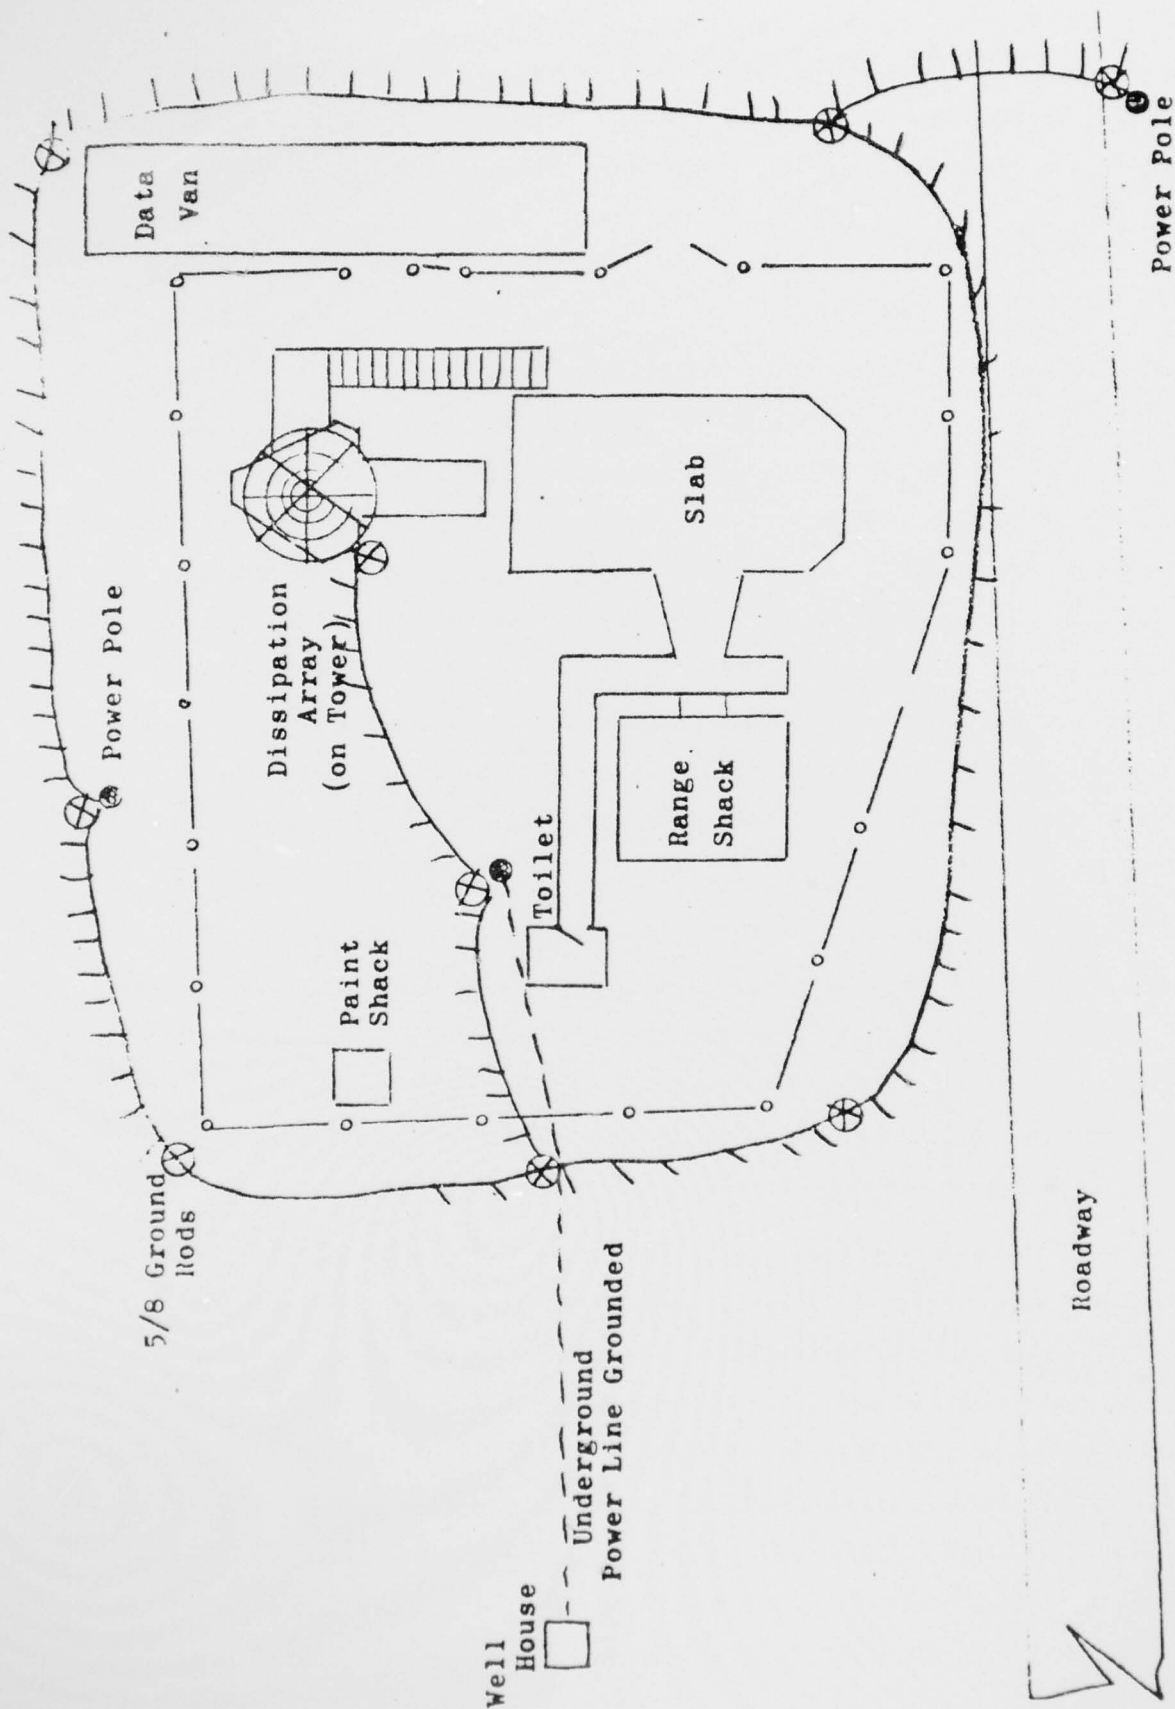 Data
Van
Power Pole
Dissipation
Array
(on Tower)
Slab
Range
Shack
Toilet
Paint
Shack
5/8 Ground
Rods
Power Pole
Roadway
Underground
Power Line Grounded
Well
House